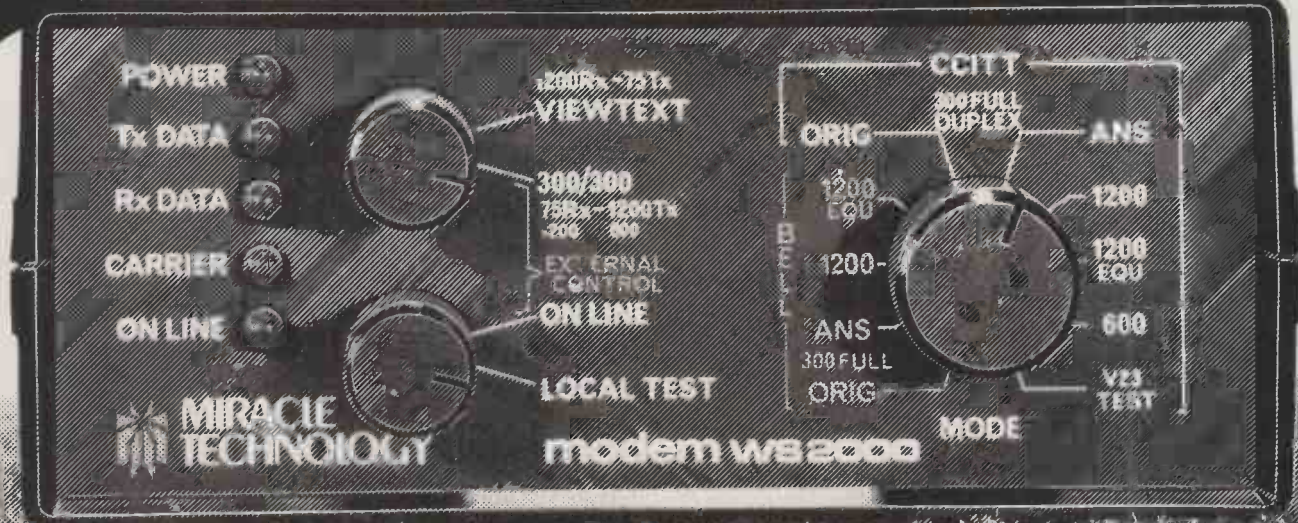 POWER
Tx DATA
Rx DATA
CARRIER
ON LINE
1200Rx-75Tx
VIEWTEXT
300/300
75Rx-1200Tx
EXTERNAL
CONTROL
ON LINE
LOCAL TEST
MIRACLE
TECHNOLOGY
modem WS2000
CCITT
300 FULL
DUPLEX
ORIG
ANS
1200
EQU
1200
BELL
ANS
300 FULL
ORIG
1200
1200
EQU
600
V23
TEST
MODE